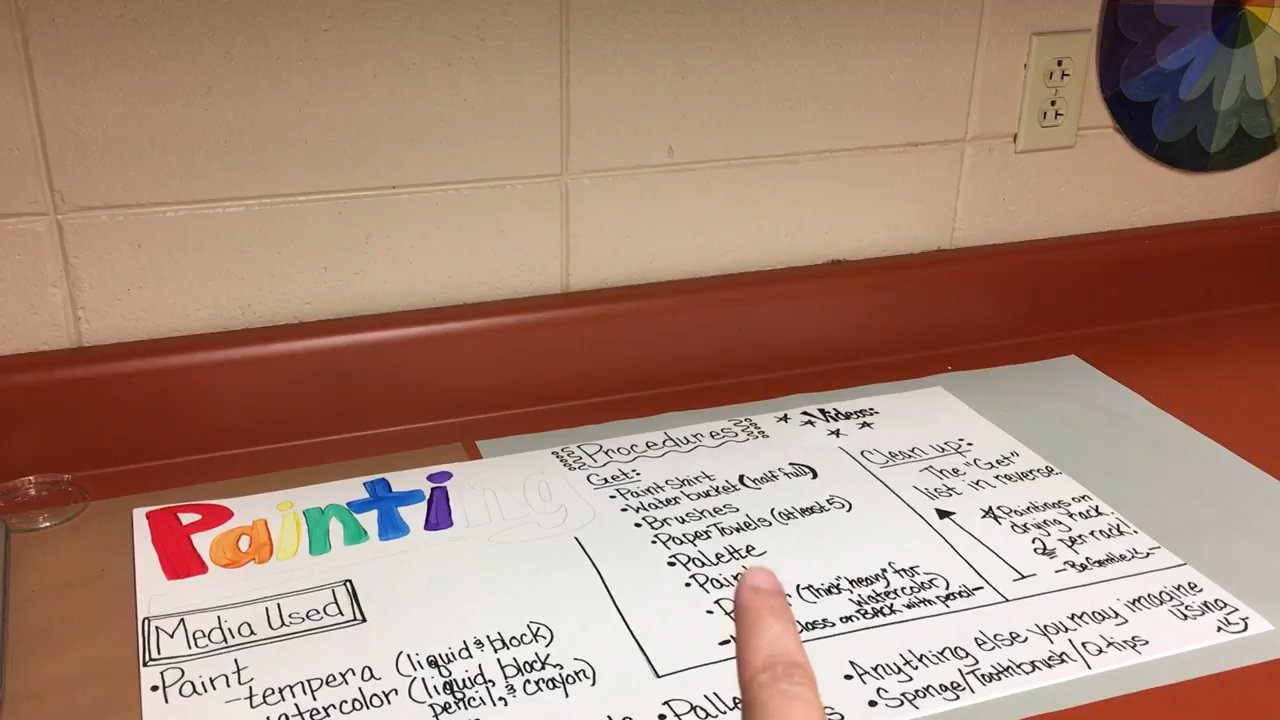 Painting
Media Used
•Paint
-tempera (liquid & block)
watercolor (liquid, block,
pencil, & crayon)
Procedures
Get:
•Paint Shirt
•Water bucket (half full)
•Brushes
•Paper Towels (at least 5)
•Palette
•Pain
(thick, "heavy" for
watercolor)
class on BACK with pencil-
Videos:
Clean up:
The "Get"
list in reverse.
Paintings on
drying rack.
2 per rack!
-Be Gentle-
•Anything else you may imagine
using
•Sponge/Toothbrush/Q-tips